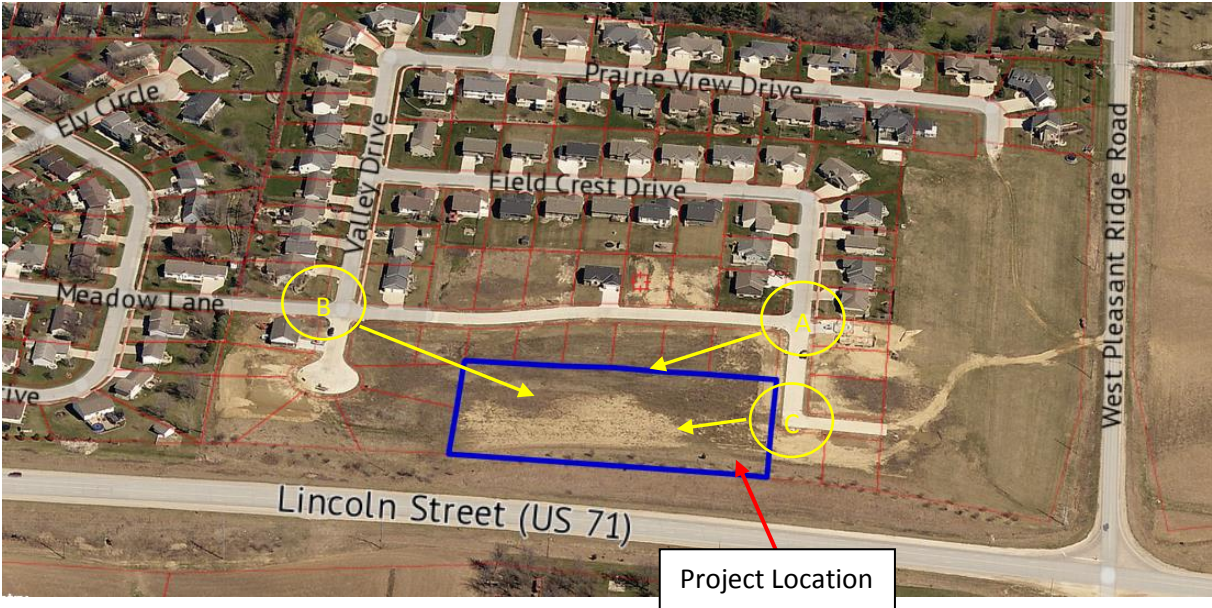 Prairie View Drive
Ely Circle
Valley Drive
West Pleasant Ridge Road
Field Crest Drive
Meadow Lane
B
A
ive
C
Lincoln Street (US 71)
Project Location